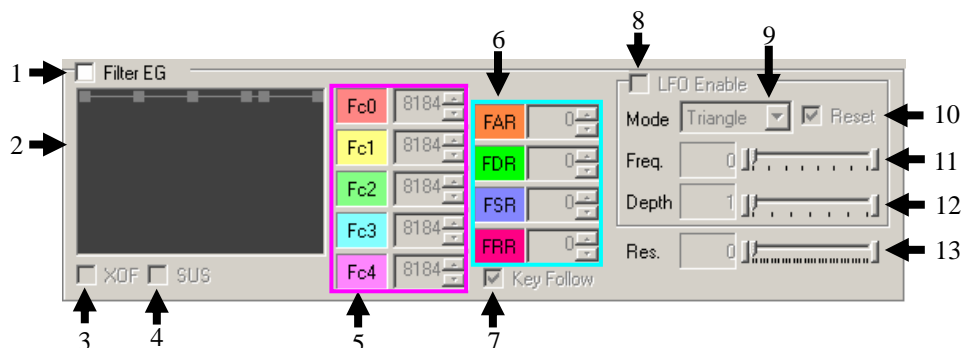 8
6
9
1
Filter EG
LFO Enable
Fc0 8184
FAR 0
Mode Triangle Reset
10
2
Fc1 8184
FDR 0
Freq. 0
11
Fc2 8184
FSR 0
Depth 1
12
Fc3 8184
FRR 0
Res. 0
13
XOF SUS
Fc4 8184
Key Follow
3
4
5
7